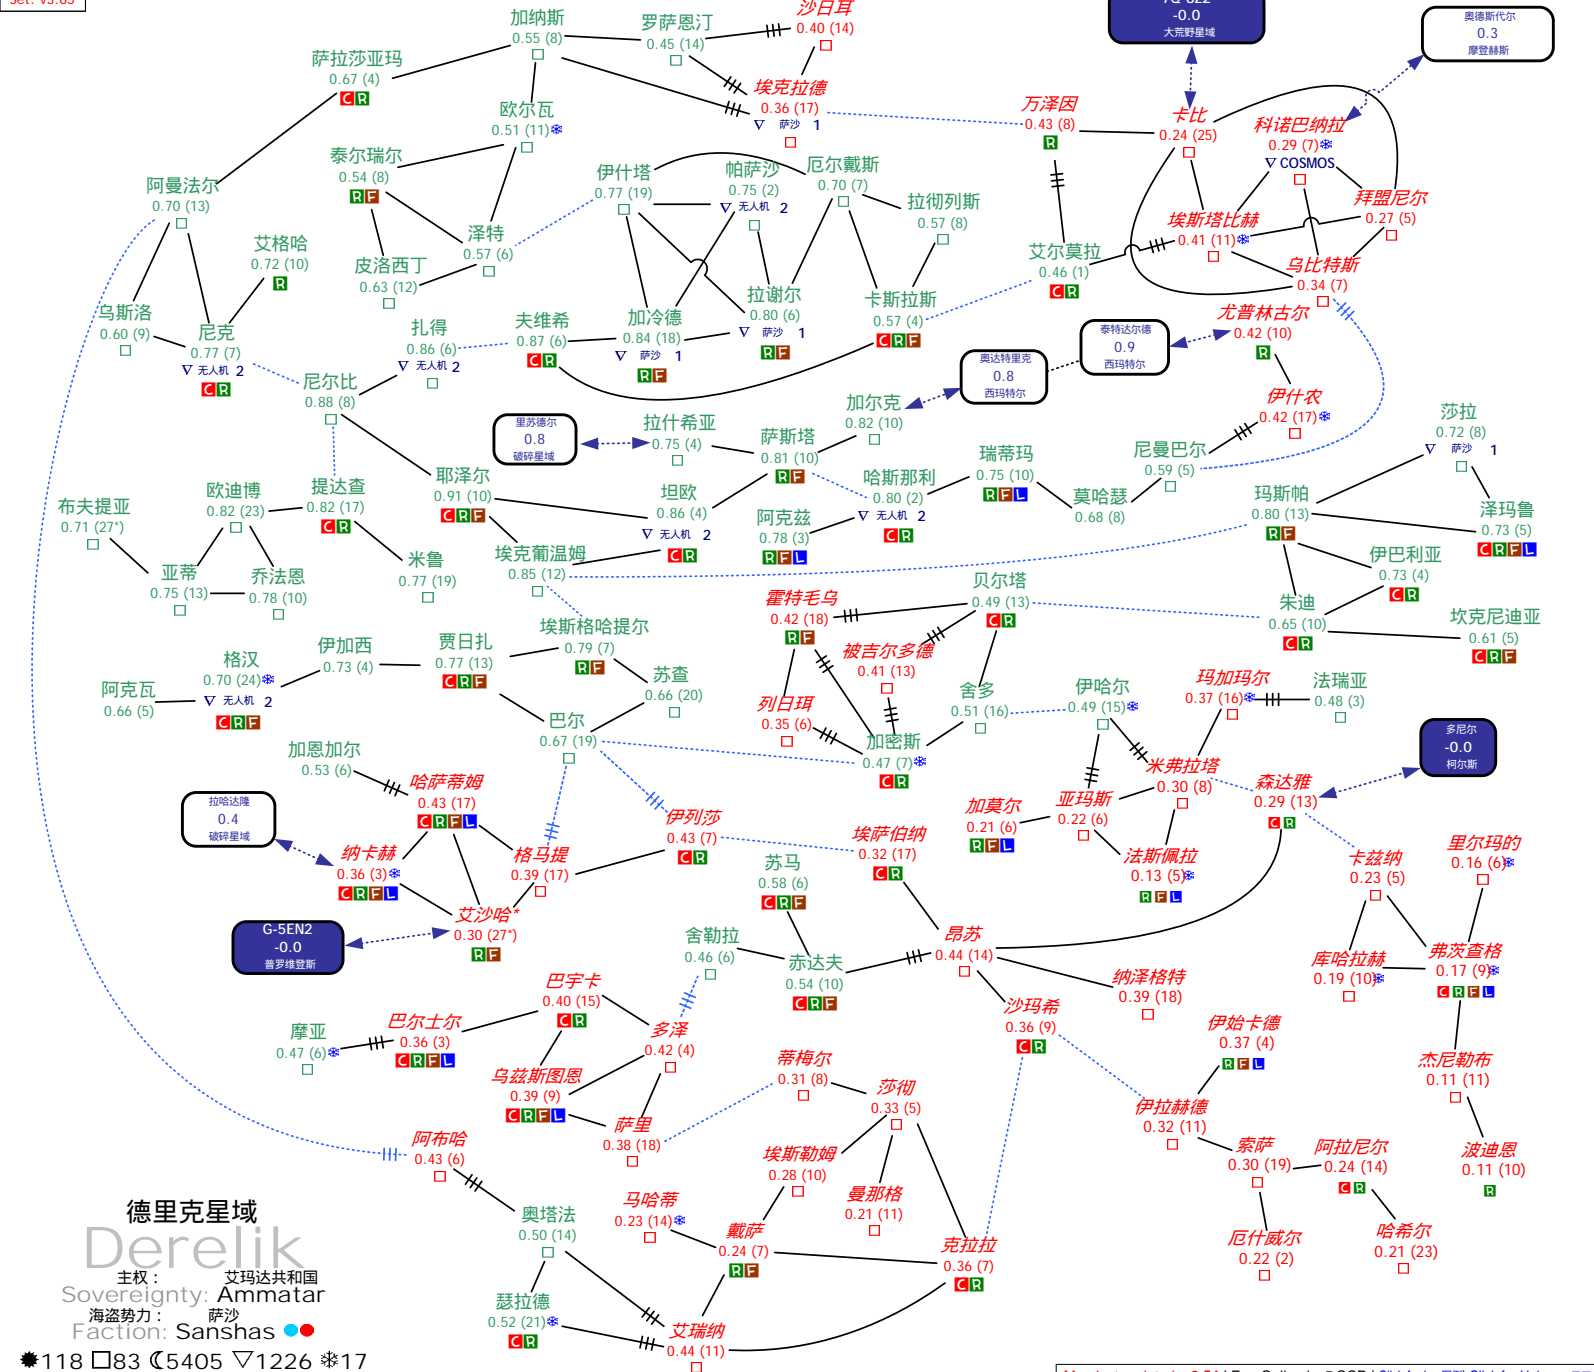 加纳斯
0.55 (8)
罗萨恩汀
0.45 (14)
沙日耳
0.40 (14)
-0.0
大荒野星域
奥德斯代尔
0.3
摩登赫斯
萨拉莎亚玛
0.67 (4)
C R
埃克拉德
0.36 (17)
▽ 萨沙 1
欧尔瓦
0.51 (11)❄
万泽因
0.43 (8)
R
卡比
0.24 (25)
科诺巴纳拉
0.29 (7)❄
▽ COSMOS
泰尔瑞尔
0.54 (8)
R F
阿曼法尔
0.70 (13)
伊什塔
0.77 (19)
帕萨沙
0.75 (2)
▽ 无人机 2
厄尔戴斯
0.70 (7)
拉彻列斯
0.57 (8)
埃斯塔比赫
0.41 (11)❄
拜盟尼尔
0.27 (5)
艾格哈
0.72 (10)
R
泽特
0.57 (6)
皮洛西丁
0.63 (12)
艾尔莫拉
0.46 (1)
C R
乌比特斯
0.34 (7)
乌斯洛
0.60 (9)
尼克
0.77 (7)
▽ 无人机 2
C R
扎得
0.86 (6)
▽ 无人机 2
夫维希
0.87 (6)
C R
加冷德
0.84 (18)
▽ 萨沙 1
R F
拉谢尔
0.80 (6)
▽ 萨沙 1
R F
卡斯拉斯
0.57 (4)
C R F
尤普林古尔
0.42 (10)
R
泰特达尔德
0.9
西玛特尔
奥达特里克
0.8
西玛特尔
尼尔比
0.88 (8)
里苏德尔
0.8
破碎星域
拉什希亚
0.75 (4)
加尔克
0.82 (10)
伊什农
0.42 (17)❄
莎拉
0.72 (8)
▽ 萨沙 1
萨斯塔
0.81 (10)
R F
瑞蒂玛
0.75 (10)
R F L
尼曼巴尔
0.59 (5)
布夫提亚
0.71 (27*)
欧迪博
0.82 (23)
提达查
0.82 (17)
C R
耶泽尔
0.91 (10)
C R F
坦欧
0.86 (4)
▽ 无人机 2
C R
哈斯那利
0.80 (2)
▽ 无人机 2
C R
阿克兹
0.78 (3)
R F L
莫哈瑟
0.68 (8)
玛斯帕
0.80 (13)
R F
泽玛鲁
0.73 (5)
C R F L
亚蒂
0.75 (13)
乔法恩
0.78 (10)
米鲁
0.77 (19)
埃克葡温姆
0.85 (12)
伊巴利亚
0.73 (4)
C R
贝尔塔
0.49 (13)
C R
霍特毛乌
0.42 (18)
R F
朱迪
0.65 (10)
C R
坎克尼迪亚
0.61 (5)
C R F
伊加西
0.73 (4)
贾日扎
0.77 (13)
C R F
埃斯格哈提尔
0.79 (7)
R F
被吉尔多德
0.41 (13)
格汉
0.70 (24)❄
▽ 无人机 2
C R F
阿克瓦
0.66 (5)
苏查
0.66 (20)
列日珥
0.35 (6)
舍多
0.51 (16)
伊哈尔
0.49 (15)❄
玛加玛尔
0.37 (16)❄
法瑞亚
0.48 (3)
巴尔
0.67 (19)
加密斯
0.47 (7)❄
C R
多尼尔
-0.0
柯尔斯
加恩加尔
0.53 (6)
哈萨蒂姆
0.43 (17)
C R F L
米弗拉塔
0.30 (8)
森达雅
0.29 (13)
C R
拉哈达隆
0.4
破碎星域
伊列莎
0.43 (7)
C R
埃萨伯纳
0.32 (17)
C R
加莫尔
0.21 (6)
R F L
亚玛斯
0.22 (6)
纳卡赫
0.36 (3)❄
C R F L
格马提
0.39 (17)
苏马
0.58 (6)
C R F
法斯佩拉
0.13 (5)❄
R F L
卡兹纳
0.23 (5)
里尔玛的
0.16 (6)❄
艾沙哈*
0.30 (27*)
R F
G-5EN2
-0.0
普罗维登斯
舍勒拉
0.46 (6)
赤达夫
0.54 (10)
C R F
昂苏
0.44 (14)
库哈拉赫
0.19 (10)❄
弗茨查格
0.17 (9)❄
C R F L
巴宇卡
0.40 (15)
C R
纳泽格特
0.39 (18)
摩亚
0.47 (6)❄
巴尔士尔
0.36 (3)
C R F L
多泽
0.42 (4)
沙玛希
0.36 (9)
C R
伊始卡德
0.37 (4)
R F L
乌兹斯图恩
0.39 (9)
C R F L
蒂梅尔
0.31 (8)
莎彻
0.33 (5)
杰尼勒布
0.11 (11)
萨里
0.38 (18)
伊拉赫德
0.32 (11)
阿布哈
0.43 (6)
埃斯勒姆
0.28 (10)
索萨
0.30 (19)
阿拉尼尔
0.24 (14)
C R
波迪恩
0.11 (10)
R
曼那格
0.21 (11)
马哈蒂
0.23 (14)❄
奥塔法
0.50 (14)
戴萨
0.24 (7)
R F
克拉拉
0.36 (7)
C R
厄什威尔
0.22 (2)
哈希尔
0.21 (23)
瑟拉德
0.52 (21)❄
C R
艾瑞纳
0.44 (11)
德里克星域
Derelik
主权： 艾玛达共和国
Sovereignty: Ammatar
海盗势力： 萨沙
Faction: Sanshas
118 83 5405 ▽1226 ❄17